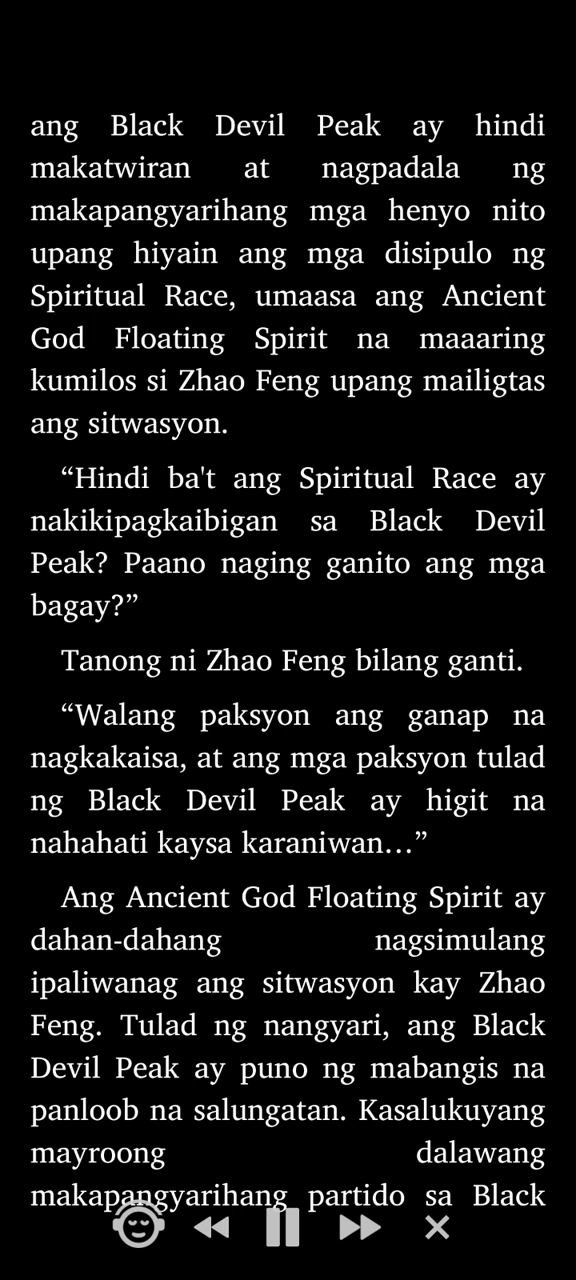 ang Black Devil Peak ay hindi
makatwiran at nagpadala ng
makapangyarihang mga henyo nito
upang hiyain ang mga disipulo ng
Spiritual Race, umaasa ang Ancient
God Floating Spirit na maaaring
kumilos si Zhao Feng upang mailigtas
ang sitwasyon.
“Hindi ba't ang Spiritual Race ay
nakikipagkaibigan sa Black Devil
Peak? Paano naging ganito ang mga
bagay?”
Tanong ni Zhao Feng bilang ganti.
“Walang paksyon ang ganap na
nagkakaisa, at ang mga paksyon tulad
ng Black Devil Peak ay higit na
nahahati kaysa karaniwan…”
Ang Ancient God Floating Spirit ay
dahan-dahang nagsimulang
ipaliwanag ang sitwasyon kay Zhao
Feng. Tulad ng nangyari, ang Black
Devil Peak ay puno ng mabangis na
panloob na salungatan. Kasalukuyang
mayroong dalawang
makapangyarihang partido sa Black